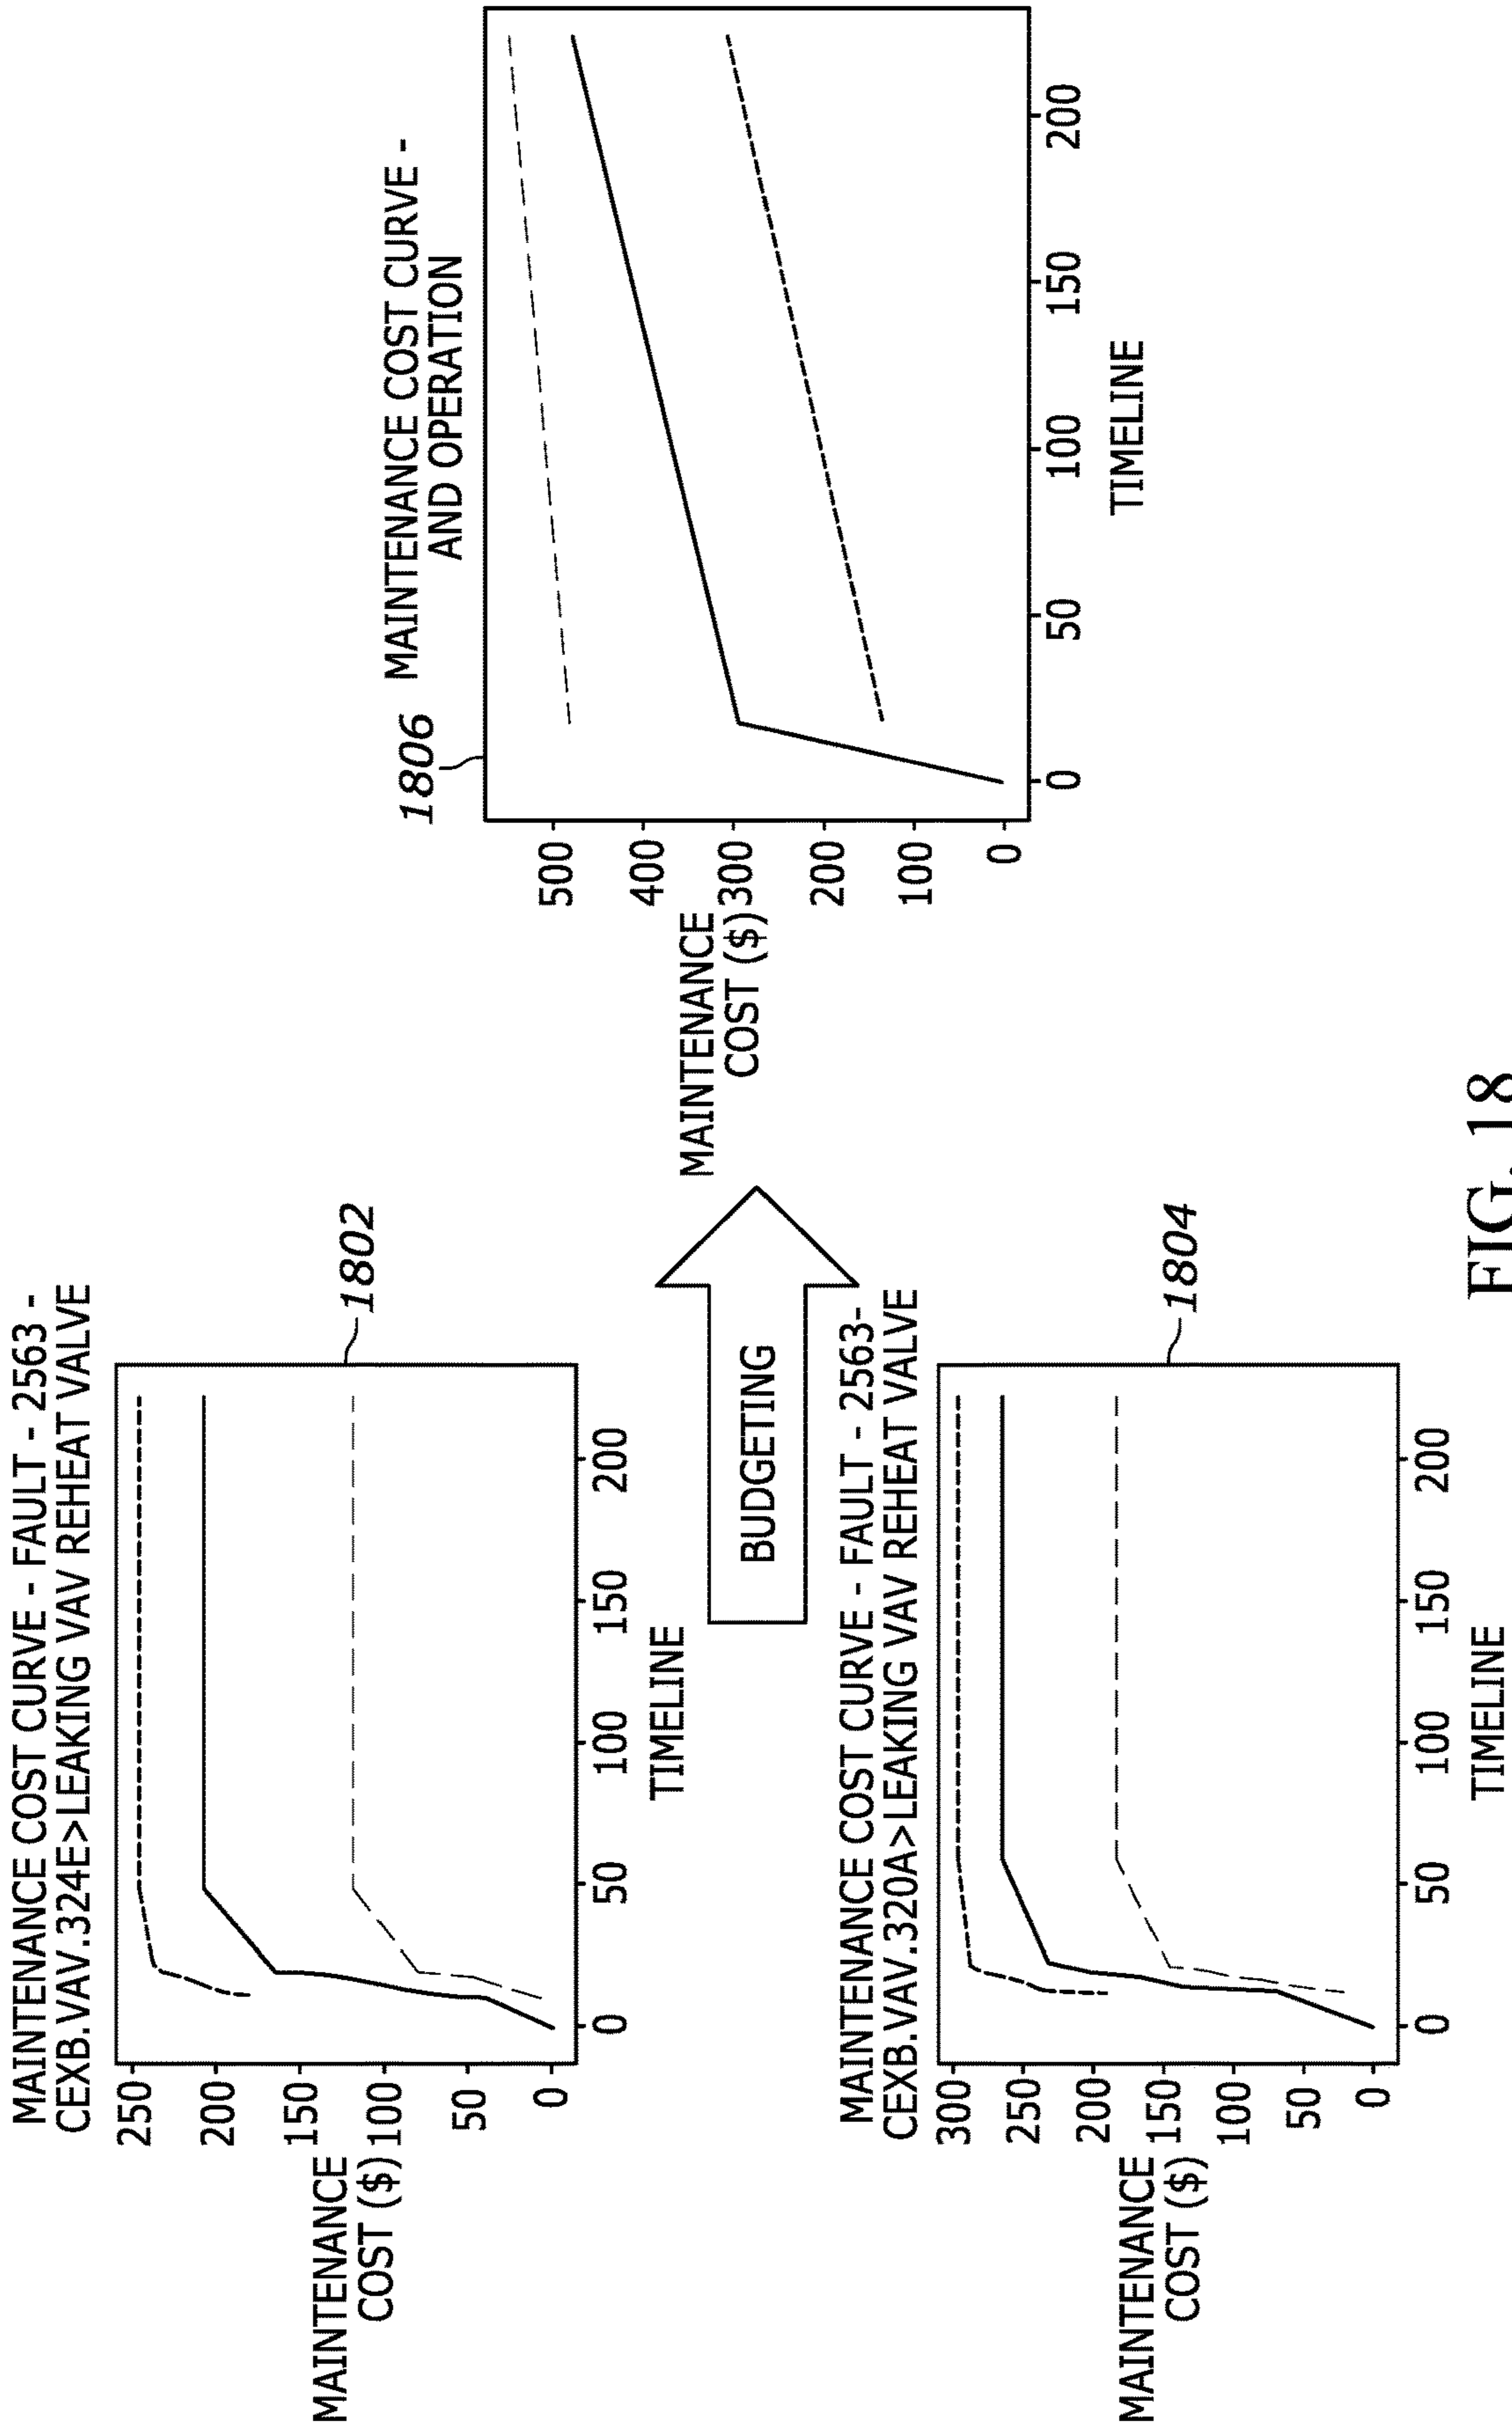 MAINTENANCE COST CURVE - FAULT - 2563 -
CEXB.VAV.324E>LEAKING VAV REHEAT VALVE
1802
MAINTENANCE
COST ($)
250
200
150
100
50
0
0
50
100
150
200
TIMELINE
BUDGETING
MAINTENANCE COST CURVE - FAULT - 2563-
CEXB.VAV.320A>LEAKING VAV REHEAT VALVE
1804
MAINTENANCE
COST ($)
300
250
200
150
100
50
0
0
50
100
150
200
TIMELINE
1806
MAINTENANCE COST CURVE -
AND OPERATION
MAINTENANCE
COST ($)
500
400
300
200
100
0
0
50
100
150
200
TIMELINE
FIG. 18